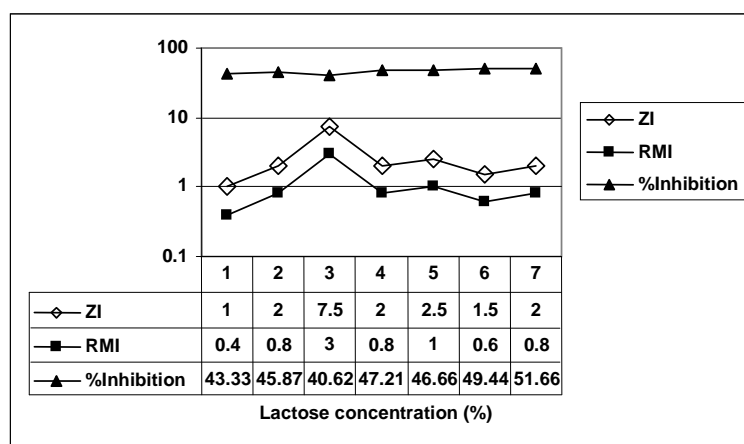 100
10
1
0.1
ZI
RMI
%Inhibition
1 2 3 4 5 6 7
ZI 1 2 7.5 2 2.5 1.5 2
RMI 0.4 0.8 3 0.8 1 0.6 0.8
%Inhibition 43.33 45.87 40.62 47.21 46.66 49.44 51.66
Lactose concentration (%)